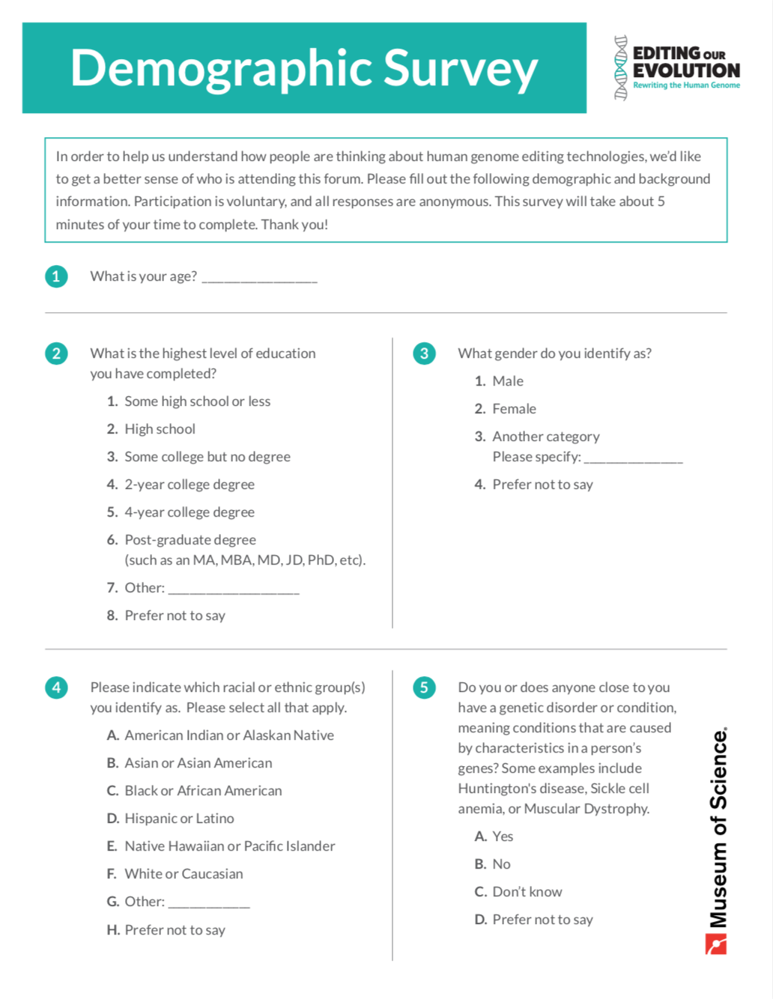 Demographic Survey
EDITING OUR
EVOLUTION
Rewriting the Human Genome
In order to help us understand how people are thinking about human genome editing technologies, we'd like
to get a better sense of who is attending this forum. Please fill out the following demographic and background
information. Participation is voluntary, and all responses are anonymous. This survey will take about 5
minutes of your time to complete. Thank you!
1 What is your age? ________________
2 What is the highest level of education
you have completed?
1. Some high school or less
2. High school
3. Some college but no degree
4. 2-year college degree
5. 4-year college degree
6. Post-graduate degree
(such as an MA, MBA, MD, JD, PhD, etc).
7. Other: __________________
8. Prefer not to say
3 What gender do you identify as?
1. Male
2. Female
3. Another category
Please specify: ______________
4. Prefer not to say
4 Please indicate which racial or ethnic group(s)
you identify as. Please select all that apply.
A. American Indian or Alaskan Native
B. Asian or Asian American
C. Black or African American
D. Hispanic or Latino
E. Native Hawaiian or Pacific Islander
F. White or Caucasian
G. Other: ___________
H. Prefer not to say
5 Do you or does anyone close to you
have a genetic disorder or condition,
meaning conditions that are caused
by characteristics in a person's
genes? Some examples include
Huntington's disease, Sickle cell
anemia, or Muscular Dystrophy.
A. Yes
B. No
C. Don't know
D. Prefer not to say
Museum of Science.